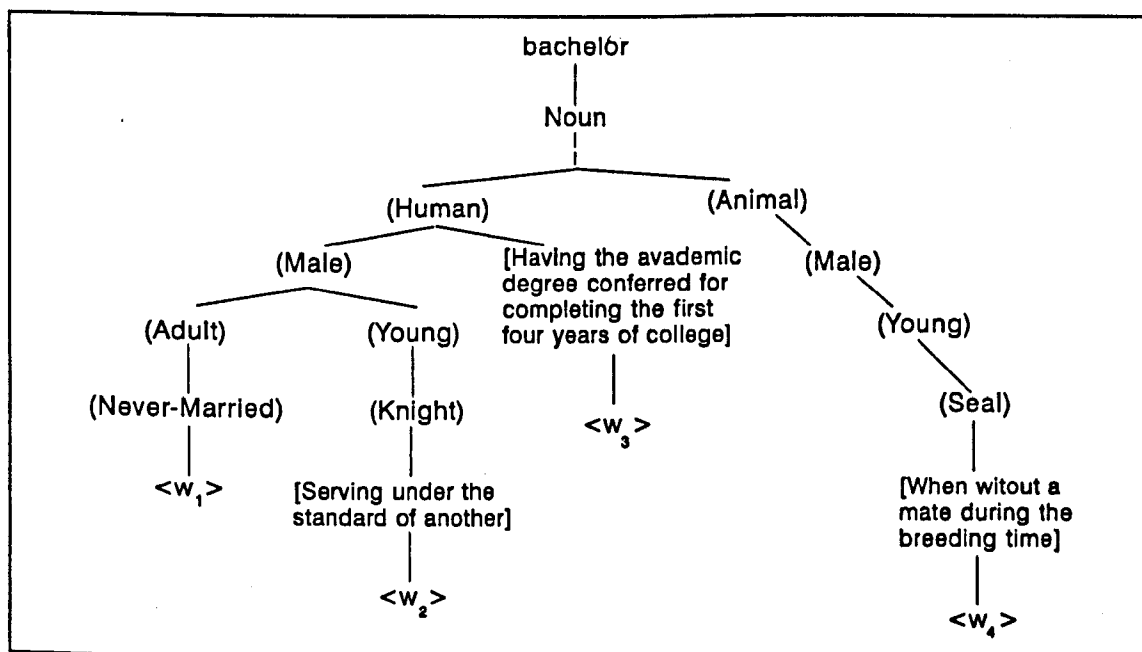 bachelór
Noun
(Human)
(Animal)
(Male)
[Having the avademic
degree conferred for
completing the first
four years of college]
(Male)
(Adult)
(Young)
(Young)
(Never-Married)
(Knight)
<w₃>
(Seal)
<w₁>
[Serving under the
standard of another]
[When witout a
mate during the
breeding time]
<w₂>
<w₄>